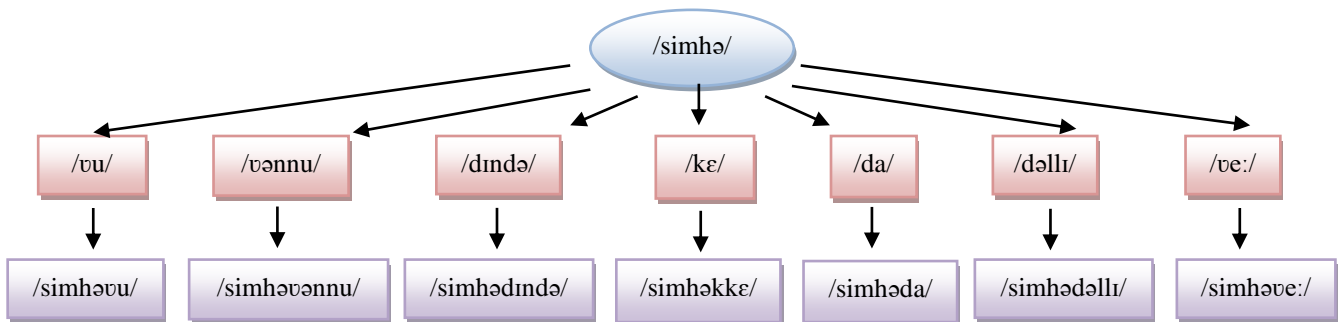 /simhə/
/ʋu/ /ʋənnu/ /dɪndə/ /kɛ/ /da/ /dəllɪ/ /ʋeː/
/simhəʋu/ /simhəʋənnu/ /simhədɪndə/ /simhəkkɛ/ /simhəda/ /simhədəllɪ/ /simhəʋeː/